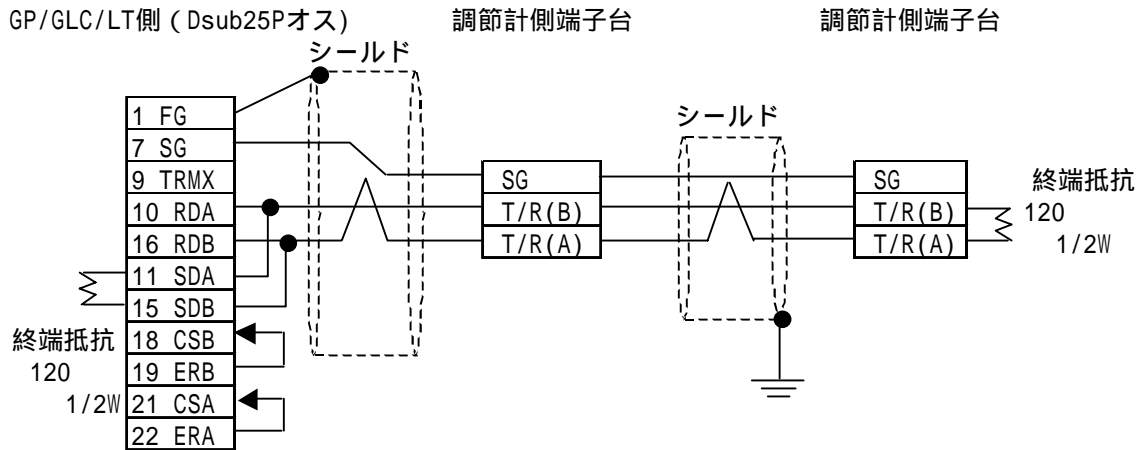 GP/GLC/LT側（Dsub25Pオス)
調節計側端子台
調節計側端子台
シールド
シールド
1 FG
7 SG
9 TRMX
10 RDA
16 RDB
11 SDA
15 SDB
18 CSB
19 ERB
21 CSA
22 ERA
終端抵抗
120
1/2W
SG
T/R(B)
T/R(A)
SG
T/R(B)
T/R(A)
終端抵抗
120
1/2W